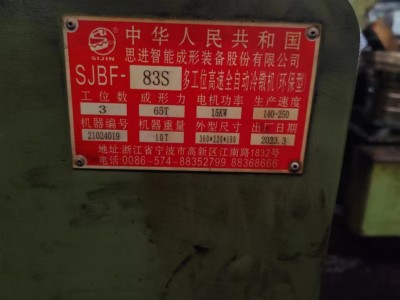 SIJIN
中华人民共和国
思进智能成形装备股份有限公司
SJBF- 83S 多工位高速全自动冷镦机(环保型)
工位数 成形力 电机功率 生产速度
3 65T 15KW 140-250
机器编号 机器重量 外型尺寸 出厂日期
21024019 10T 360*220*180 2023.3
地址:浙江省宁波市高新区江南路1832号
电话:0086-574-88352799 88368666